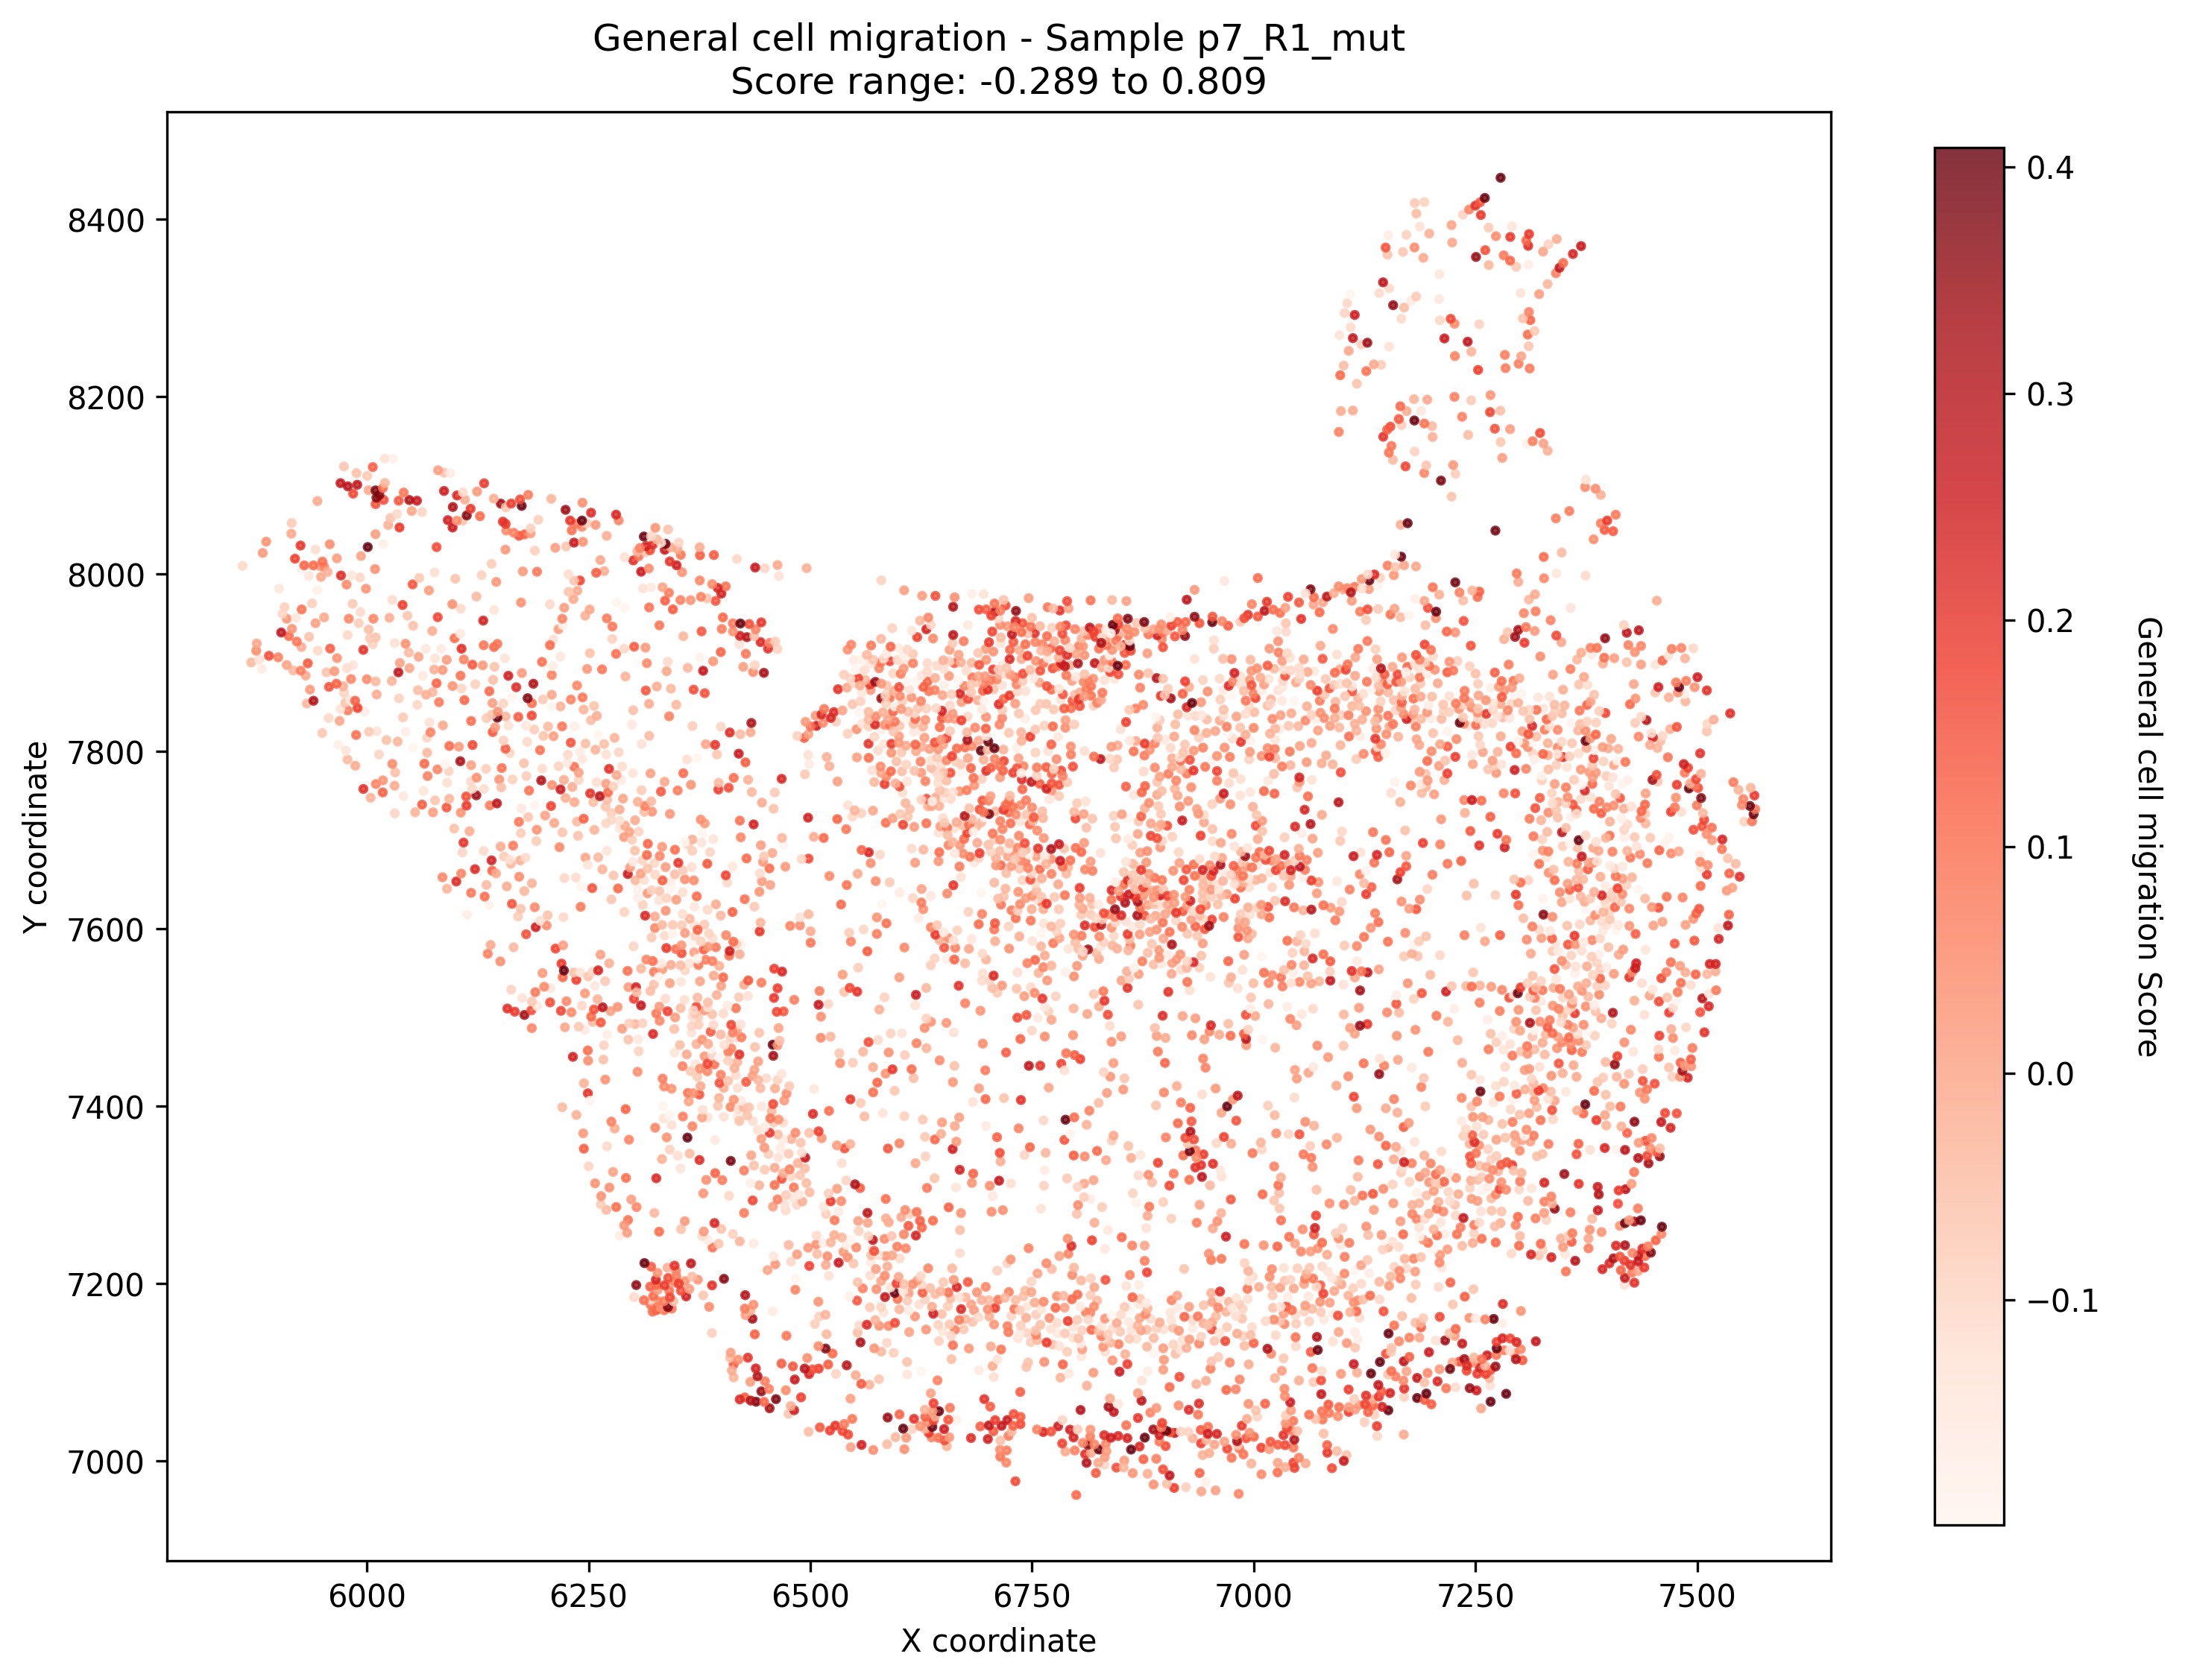 General cell migration - Sample p7_R1_mut
Score range: -0.289 to 0.809
Y coordinate
8400
8200
8000
7800
7600
7400
7200
7000
6000 6250 6500 6750 7000 7250 7500
X coordinate
0.4
0.3
0.2
0.1
0.0
−0.1
General cell migration Score